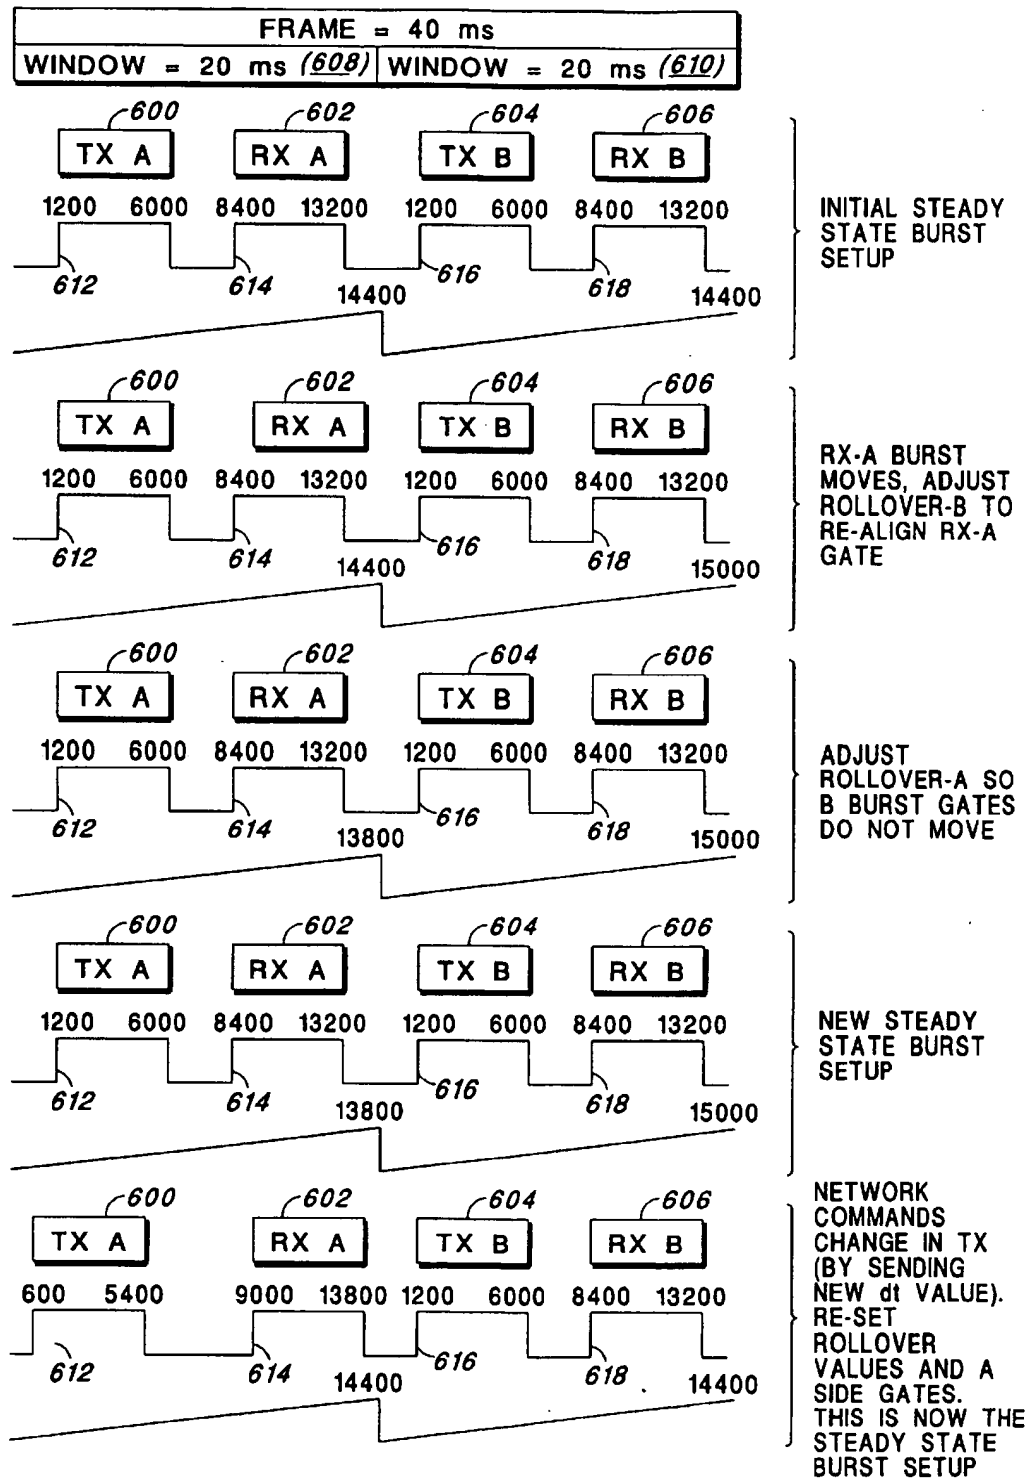 FRAME = 40 ms
WINDOW = 20 ms (608) WINDOW = 20 ms (610)
600 602 604 606
TX A RX A TX B RX B
1200 6000 8400 13200 1200 6000 8400 13200
612 614 616 618
14400 14400
INITIAL STEADY
STATE BURST
SETUP
600 602 604 606
TX A RX A TX B RX B
1200 6000 8400 13200 1200 6000 8400 13200
612 614 616 618
14400 15000
RX-A BURST
MOVES, ADJUST
ROLLOVER-B TO
RE-ALIGN RX-A
GATE
600 602 604 606
TX A RX A TX B RX B
1200 6000 8400 13200 1200 6000 8400 13200
612 614 616 618
13800 15000
ADJUST
ROLLOVER-A SO
B BURST GATES
DO NOT MOVE
600 602 604 606
TX A RX A TX B RX B
1200 6000 8400 13200 1200 6000 8400 13200
612 614 616 618
13800 15000
NEW STEADY
STATE BURST
SETUP
600 602 604 606
TX A RX A TX B RX B
600 5400 9000 13800 1200 6000 8400 13200
612 614 616 618
14400 14400
NETWORK
COMMANDS
CHANGE IN TX
(BY SENDING
NEW dt VALUE).
RE-SET
ROLLOVER
VALUES AND A
SIDE GATES.
THIS IS NOW THE
STEADY STATE
BURST SETUP